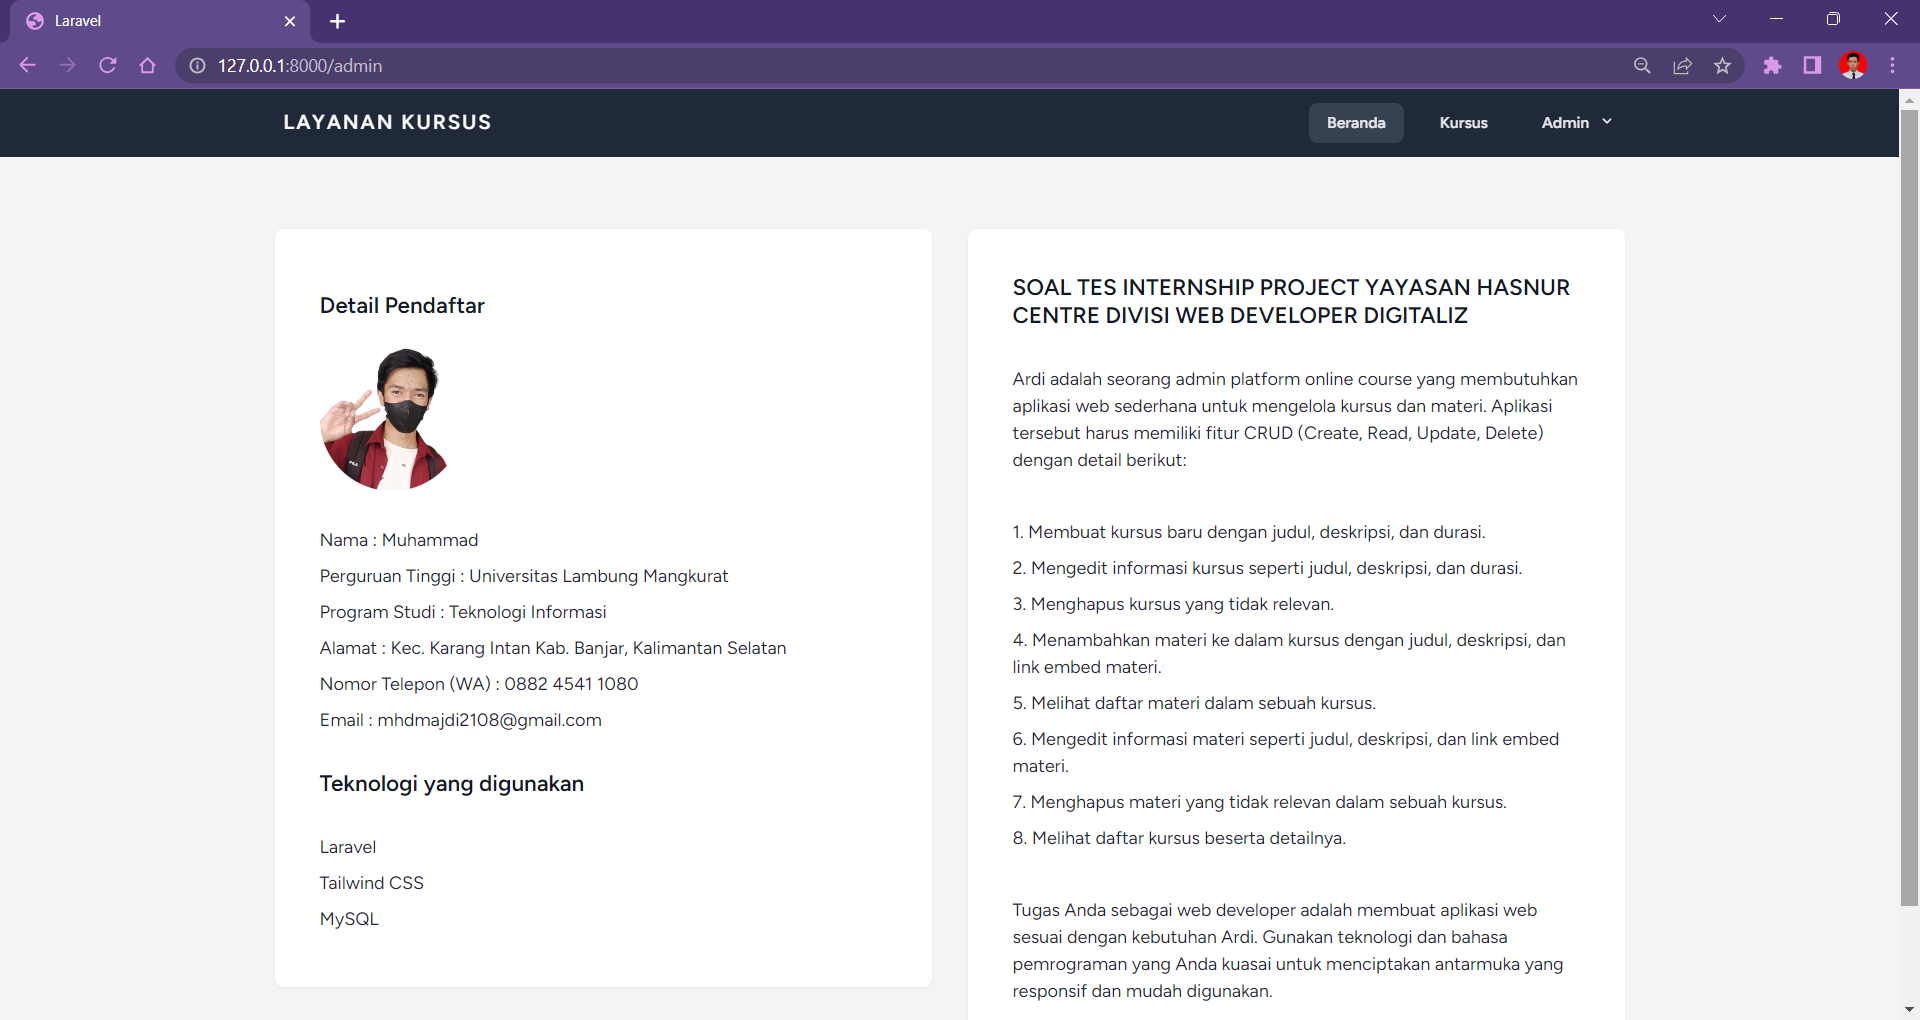 Laravel
127.0.0.1:8000/admin
LAYANAN KURSUS
Beranda
Kursus
Admin
Detail Pendaftar
Nama : Muhammad
Perguruan Tinggi : Universitas Lambung Mangkurat
Program Studi : Teknologi Informasi
Alamat : Kec. Karang Intan Kab. Banjar, Kalimantan Selatan
Nomor Telepon (WA) : 0882 4541 1080
Email : mhdmajdi2108@gmail.com
Teknologi yang digunakan
Laravel
Tailwind CSS
MySQL
SOAL TES INTERNSHIP PROJECT YAYASAN HASNUR
CENTRE DIVISI WEB DEVELOPER DIGITALIZ
Ardi adalah seorang admin platform online course yang membutuhkan
aplikasi web sederhana untuk mengelola kursus dan materi. Aplikasi
tersebut harus memiliki fitur CRUD (Create, Read, Update, Delete)
dengan detail berikut:
1. Membuat kursus baru dengan judul, deskripsi, dan durasi.
2. Mengedit informasi kursus seperti judul, deskripsi, dan durasi.
3. Menghapus kursus yang tidak relevan.
4. Menambahkan materi ke dalam kursus dengan judul, deskripsi, dan
link embed materi.
5. Melihat daftar materi dalam sebuah kursus.
6. Mengedit informasi materi seperti judul, deskripsi, dan link embed
materi.
7. Menghapus materi yang tidak relevan dalam sebuah kursus.
8. Melihat daftar kursus beserta detailnya.
Tugas Anda sebagai web developer adalah membuat aplikasi web
sesuai dengan kebutuhan Ardi. Gunakan teknologi dan bahasa
pemrograman yang Anda kuasai untuk menciptakan antarmuka yang
responsif dan mudah digunakan.